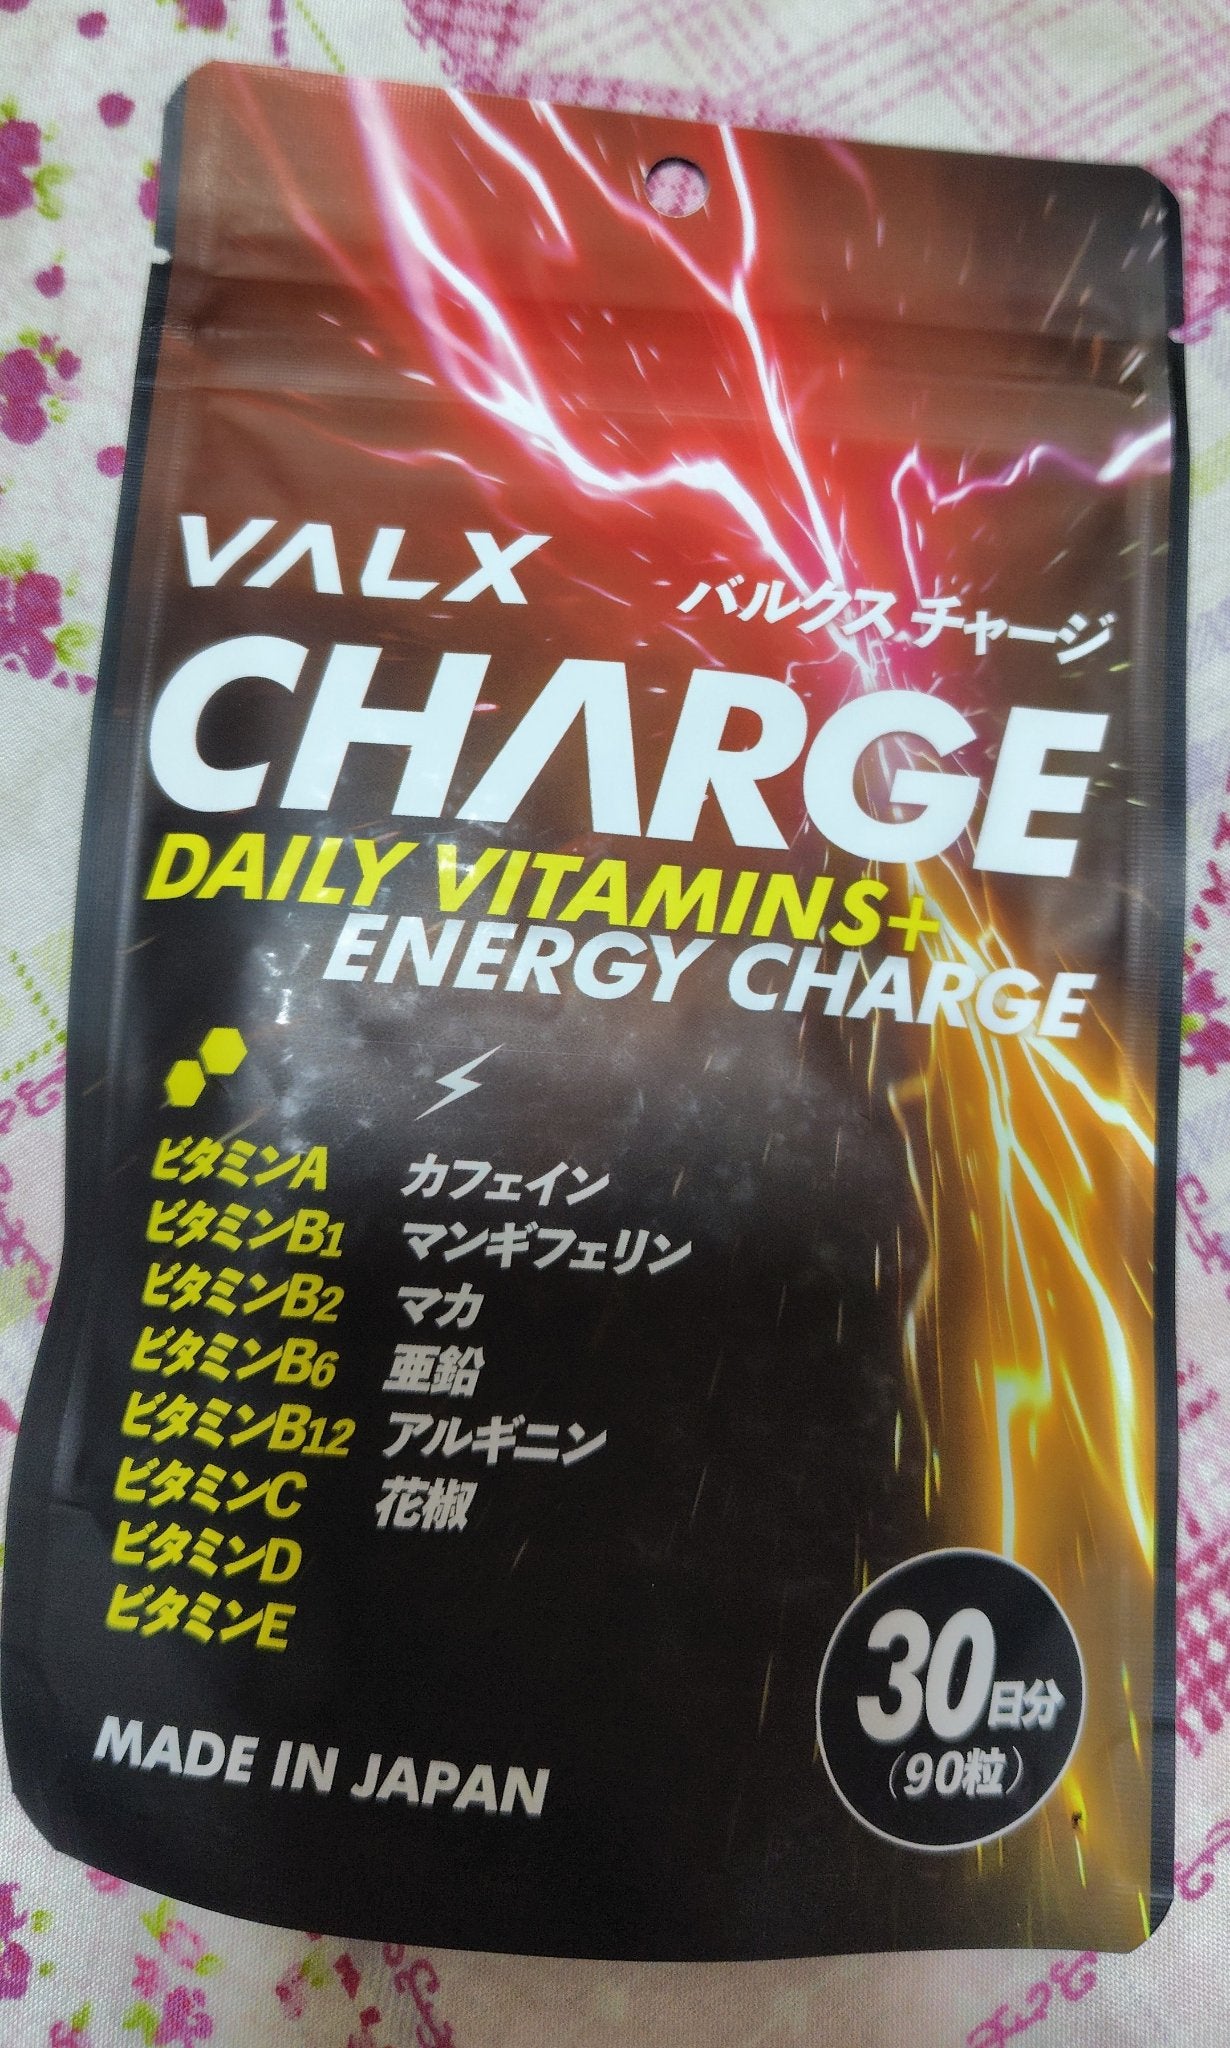 VALX
バルクス チャージ
CHARGE
DAILY VITAMINS+
ENERGY CHARGE
ビタミンA
ビタミンB1
ビタミンB2
ビタミンB6
ビタミンB12
ビタミンC
ビタミンD
ビタミンE
カフェイン
マンギフェリン
マカ
亜鉛
アルギニン
花椒
MADE IN JAPAN
30日分
（90粒）